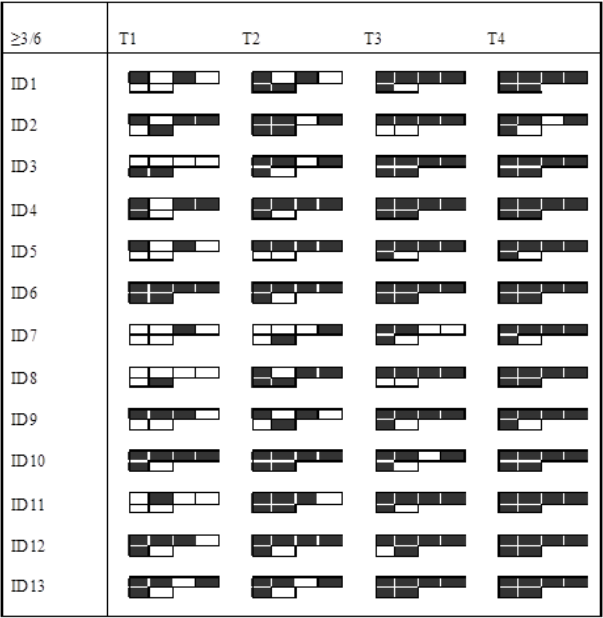 ≥3/6 T1 T2 T3 T4
ID1
ID2
ID3
ID4
ID5
ID6
ID7
ID8
ID9
ID10
ID11
ID12
ID13